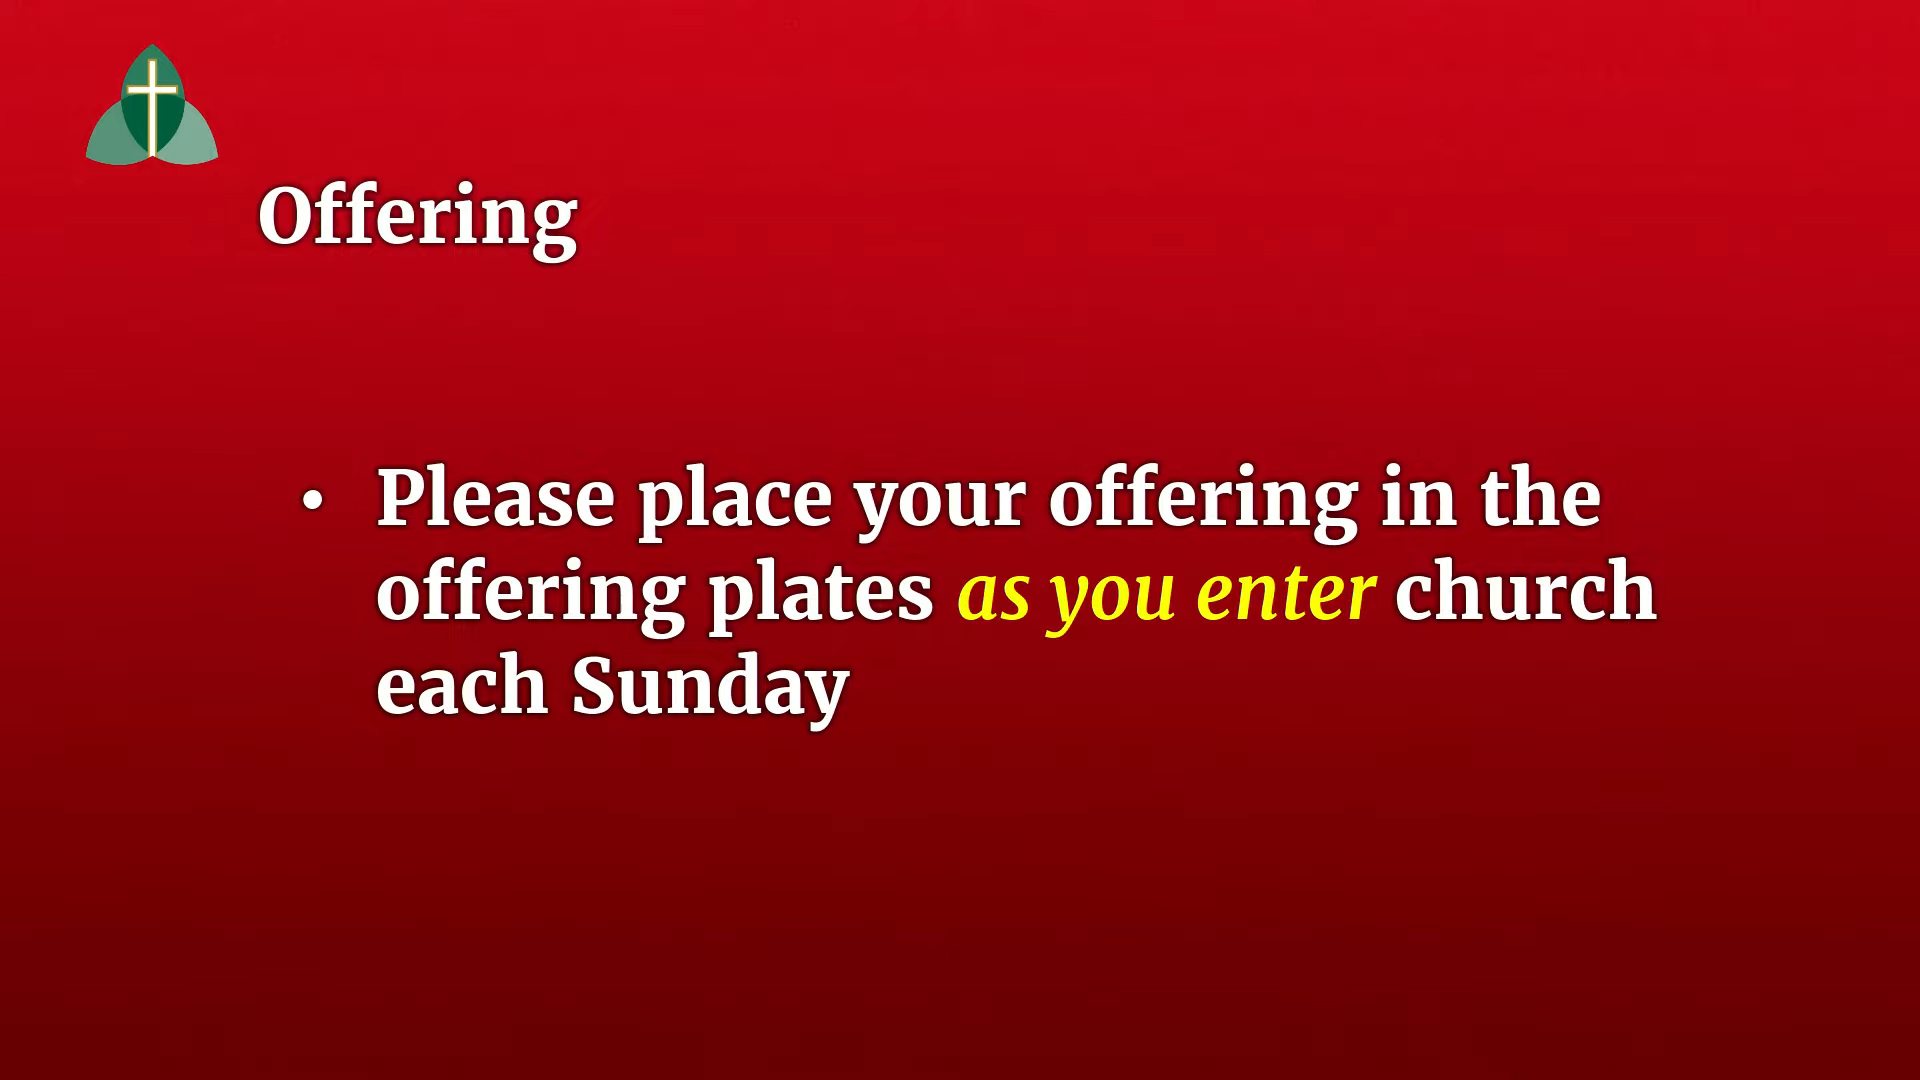 Offering
• Please place your offering in the
offering plates as you enter church
each Sunday